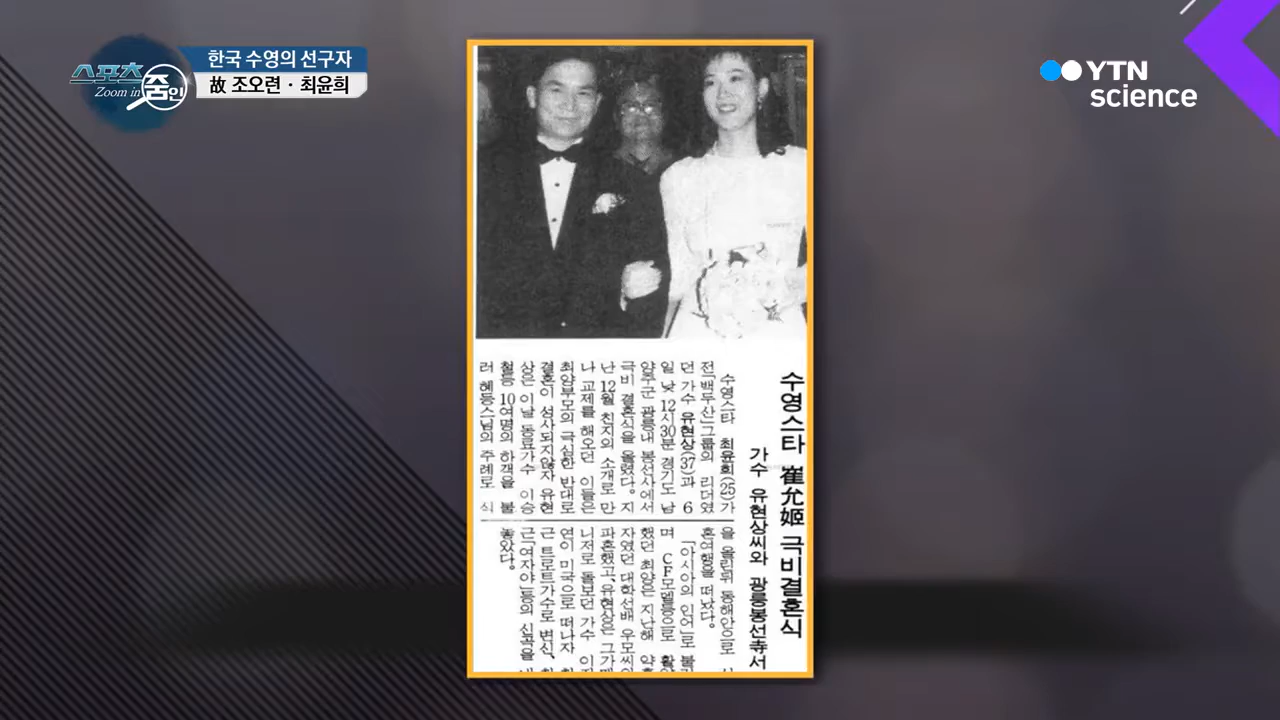 스포츠
Zoom in
줌인
한국 수영의 선구자
故 조오련 · 최윤희
YTN
science
수영스타 崔允姬 극비결혼식
가수 유현상씨와 광릉봉선寺서
수영스타 최윤희(25)가
전「백두산」그룹의 리더였
던 가수 유현상(37)과 6
일 낮 12시30분 경기도 남
양주군 광릉내 봉선사에서
극비 결혼식을 올렸다. 지
난 12월 친지의 소개로 만
나 교제를 해오던 이들은
최양부모의 극심한 반대로
결혼이 성사되지않자 유현
상은 이날 동료가수 이승
철등 10여명의 하객을 불
러 혜등스님의 주례로 식
을 올린뒤 동해안으로
혼여행을 떠났다.
「아시아의 인어」로 불
며 CF모델등으로 활
했던 최양은 지난해 약
자였던 대학선배 우모씨와
파혼했고, 유현상은 그가 매
니저로 돌보던 가수 이지
연이 미국으로 떠나자 최
근 트로트가수로 변신, 최
근「여자야」등의 신곡을 내
놓았다.